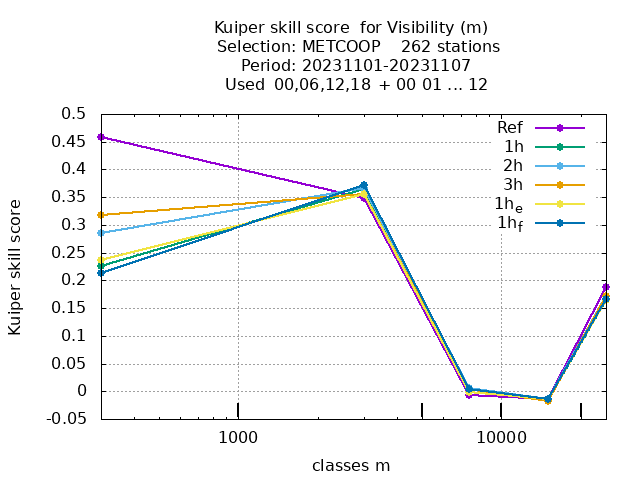 Kuiper skill score  for Visibility (m)
Selection: METCOOP    262 stations
Period: 20231101-20231107
Used  00,06,12,18 + 00 01 ... 12
Kuiper skill score
0.5
0.45
0.4
0.35
0.3
0.25
0.2
0.15
0.1
0.05
0
-0.05
Ref
1h
2h
3h
1he
1hf
1000
10000
classes m